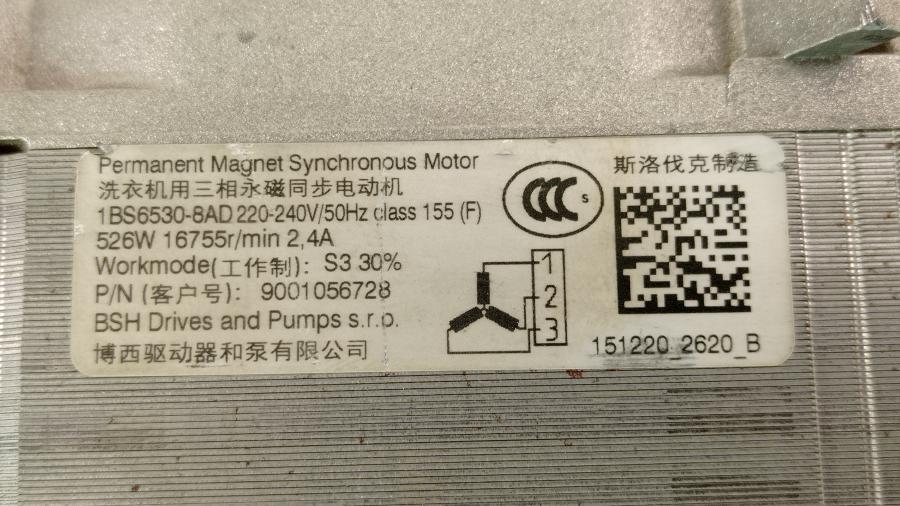 Permanent Magnet Synchronous Motor
洗衣机用三相永磁同步电动机
1BS6530-8AD 220-240V/50Hz class 155 (F)
526W 16755r/min 2,4A
Workmode(工作制): S3 30%
P/N (客户号): 9001056728
BSH Drives and Pumps s.r.o.
博西驱动器和泵有限公司
CCC S
1
2
3
斯洛伐克制造
151220_2620_B